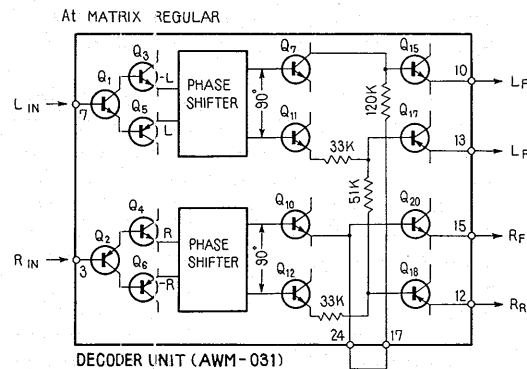 At MATRIX REGULAR
Q3
Q7
Q15
Q1
-L
10
LF
L IN
7
PHASE
SHIFTER
90°
120K
Q5
L
Q11
Q17
33K
13
LF
51K
Q4
Q10
Q20
R
15
RF
Q2
PHASE
SHIFTER
90°
R IN
3
Q6
-R
Q12
Q18
33K
12
RR
24
17
DECODER UNIT (AWM-031)